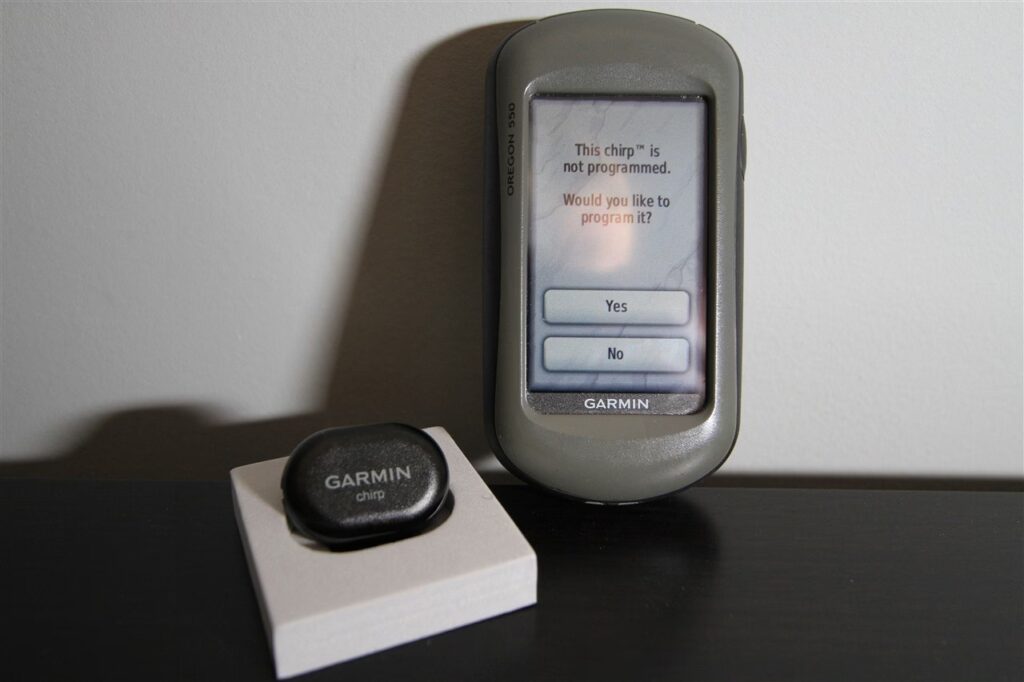 OREGON 550
This chirp™ is
not programmed.
Would you like to
program it?
Yes
No
GARMIN
GARMIN
chirp